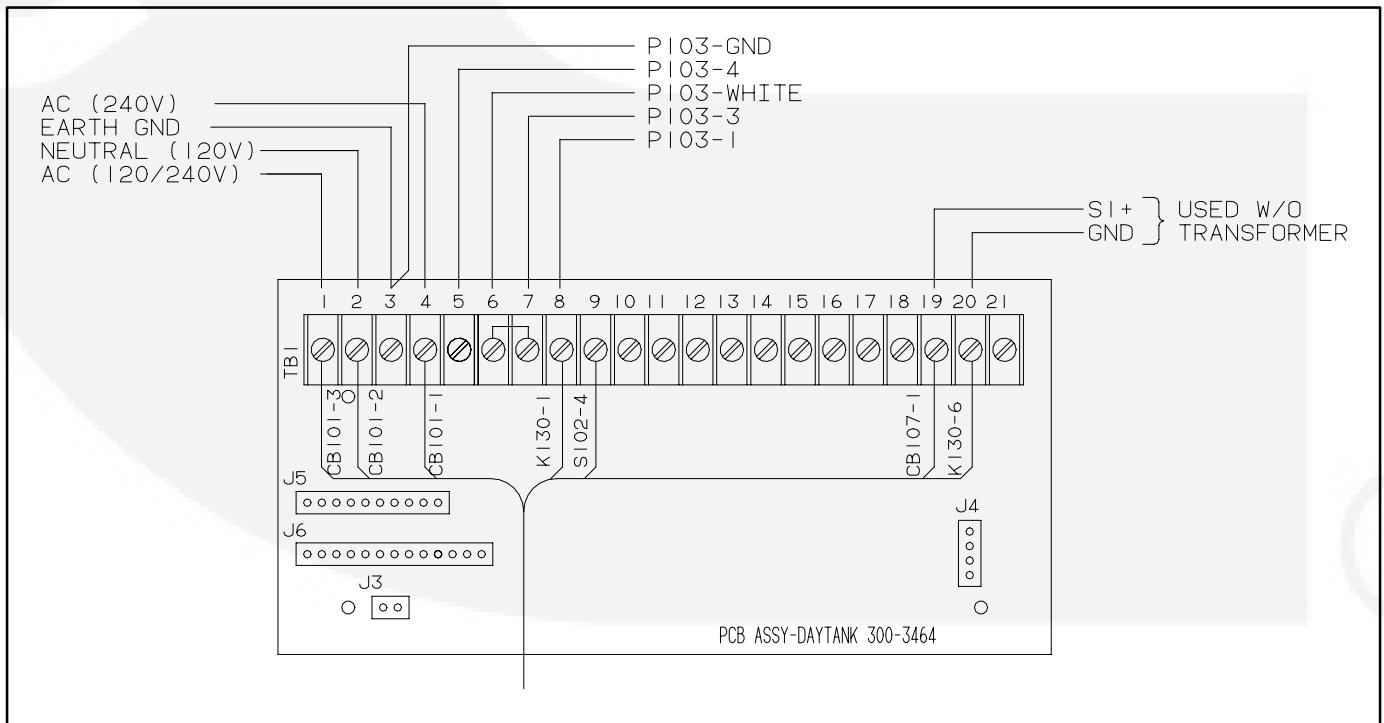 P103-GND
P103-4
P103-WHITE
P103-3
P103-1
AC (240V)
EARTH GND
NEUTRAL (120V)
AC (120/240V)
S1+
GND
USED W/O
TRANSFORMER
1 2 3 4 5 6 7 8 9 10 11 12 13 14 15 16 17 18 19 20 21
TB1
CB101-3
CB101-2
CB101-1
K130-1
S102-4
CB107-1
K130-6
J5
J6
J3
J4
PCB ASSY-DAYTANK 300-3464